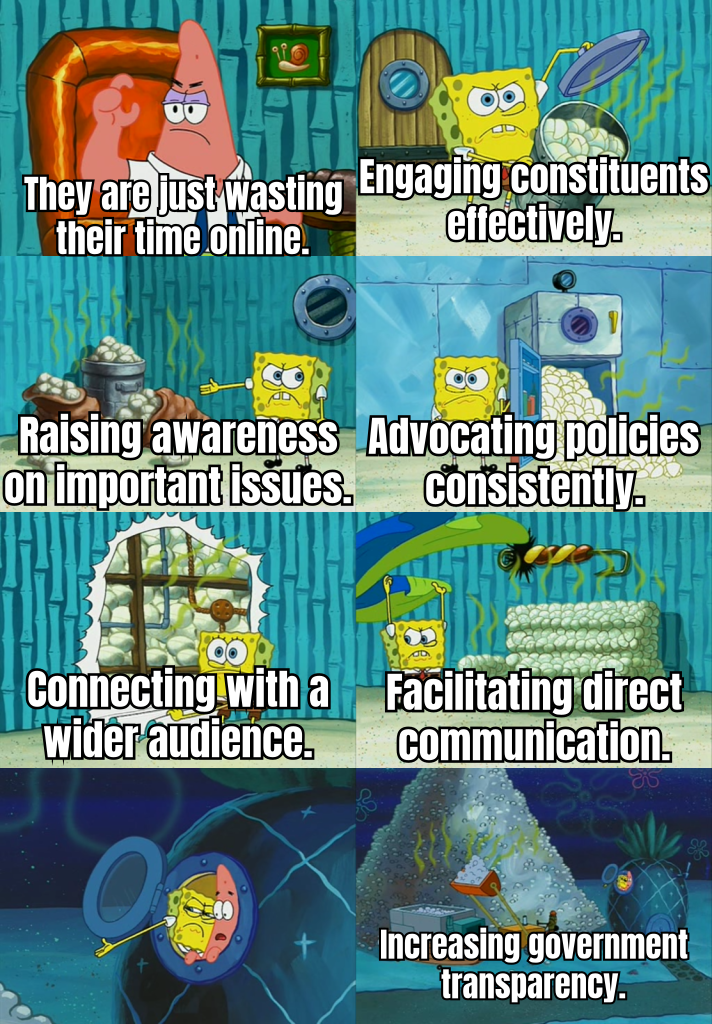 They are just wasting
their time online.
Engaging constituents
effectively.
Raising awareness
on important issues.
Advocating policies
consistently.
Connecting with a
wider audience.
Facilitating direct
communication.
Increasing government
transparency.